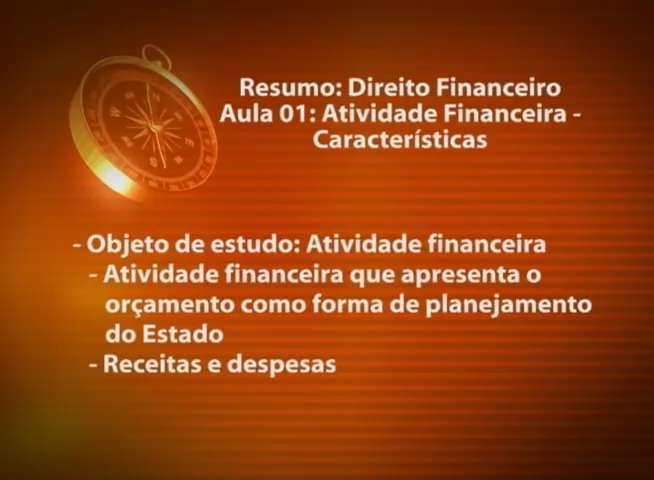 Resumo: Direito Financeiro
Aula 01: Atividade Financeira -
Características
- Objeto de estudo: Atividade financeira
- Atividade financeira que apresenta o
orçamento como forma de planejamento
do Estado
- Receitas e despesas
W
N
E
S